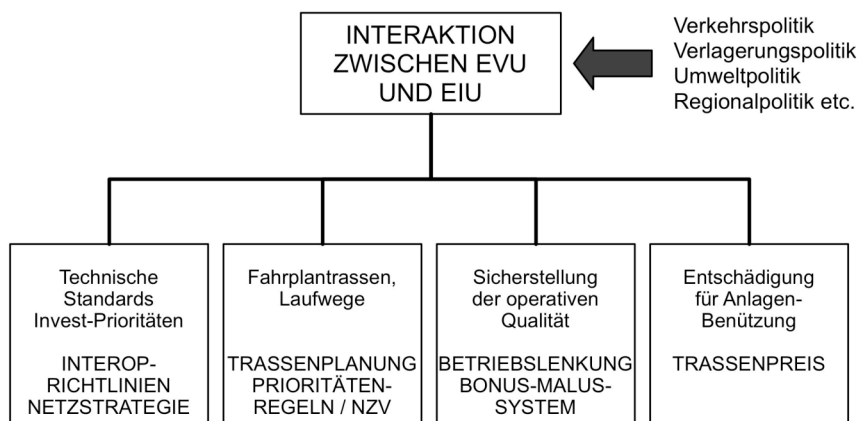 INTERAKTION
ZWISCHEN EVU
UND EIU
Verkehrspolitik
Verlagerungspolitik
Umweltpolitik
Regionalpolitik etc.
Technische
Standards
Invest-Prioritäten
INTEROP-
RICHTLINIEN
NETZSTRATEGIE
Fahrplantrassen,
Laufwege
TRASSENPLANUNG
PRIORITÄTEN-
REGELN / NZV
Sicherstellung
der operativen
Qualität
BETRIEBSLENKUNG
BONUS-MALUS-
SYSTEM
Entschädigung
für Anlagen-
Benützung
TRASSENPREIS